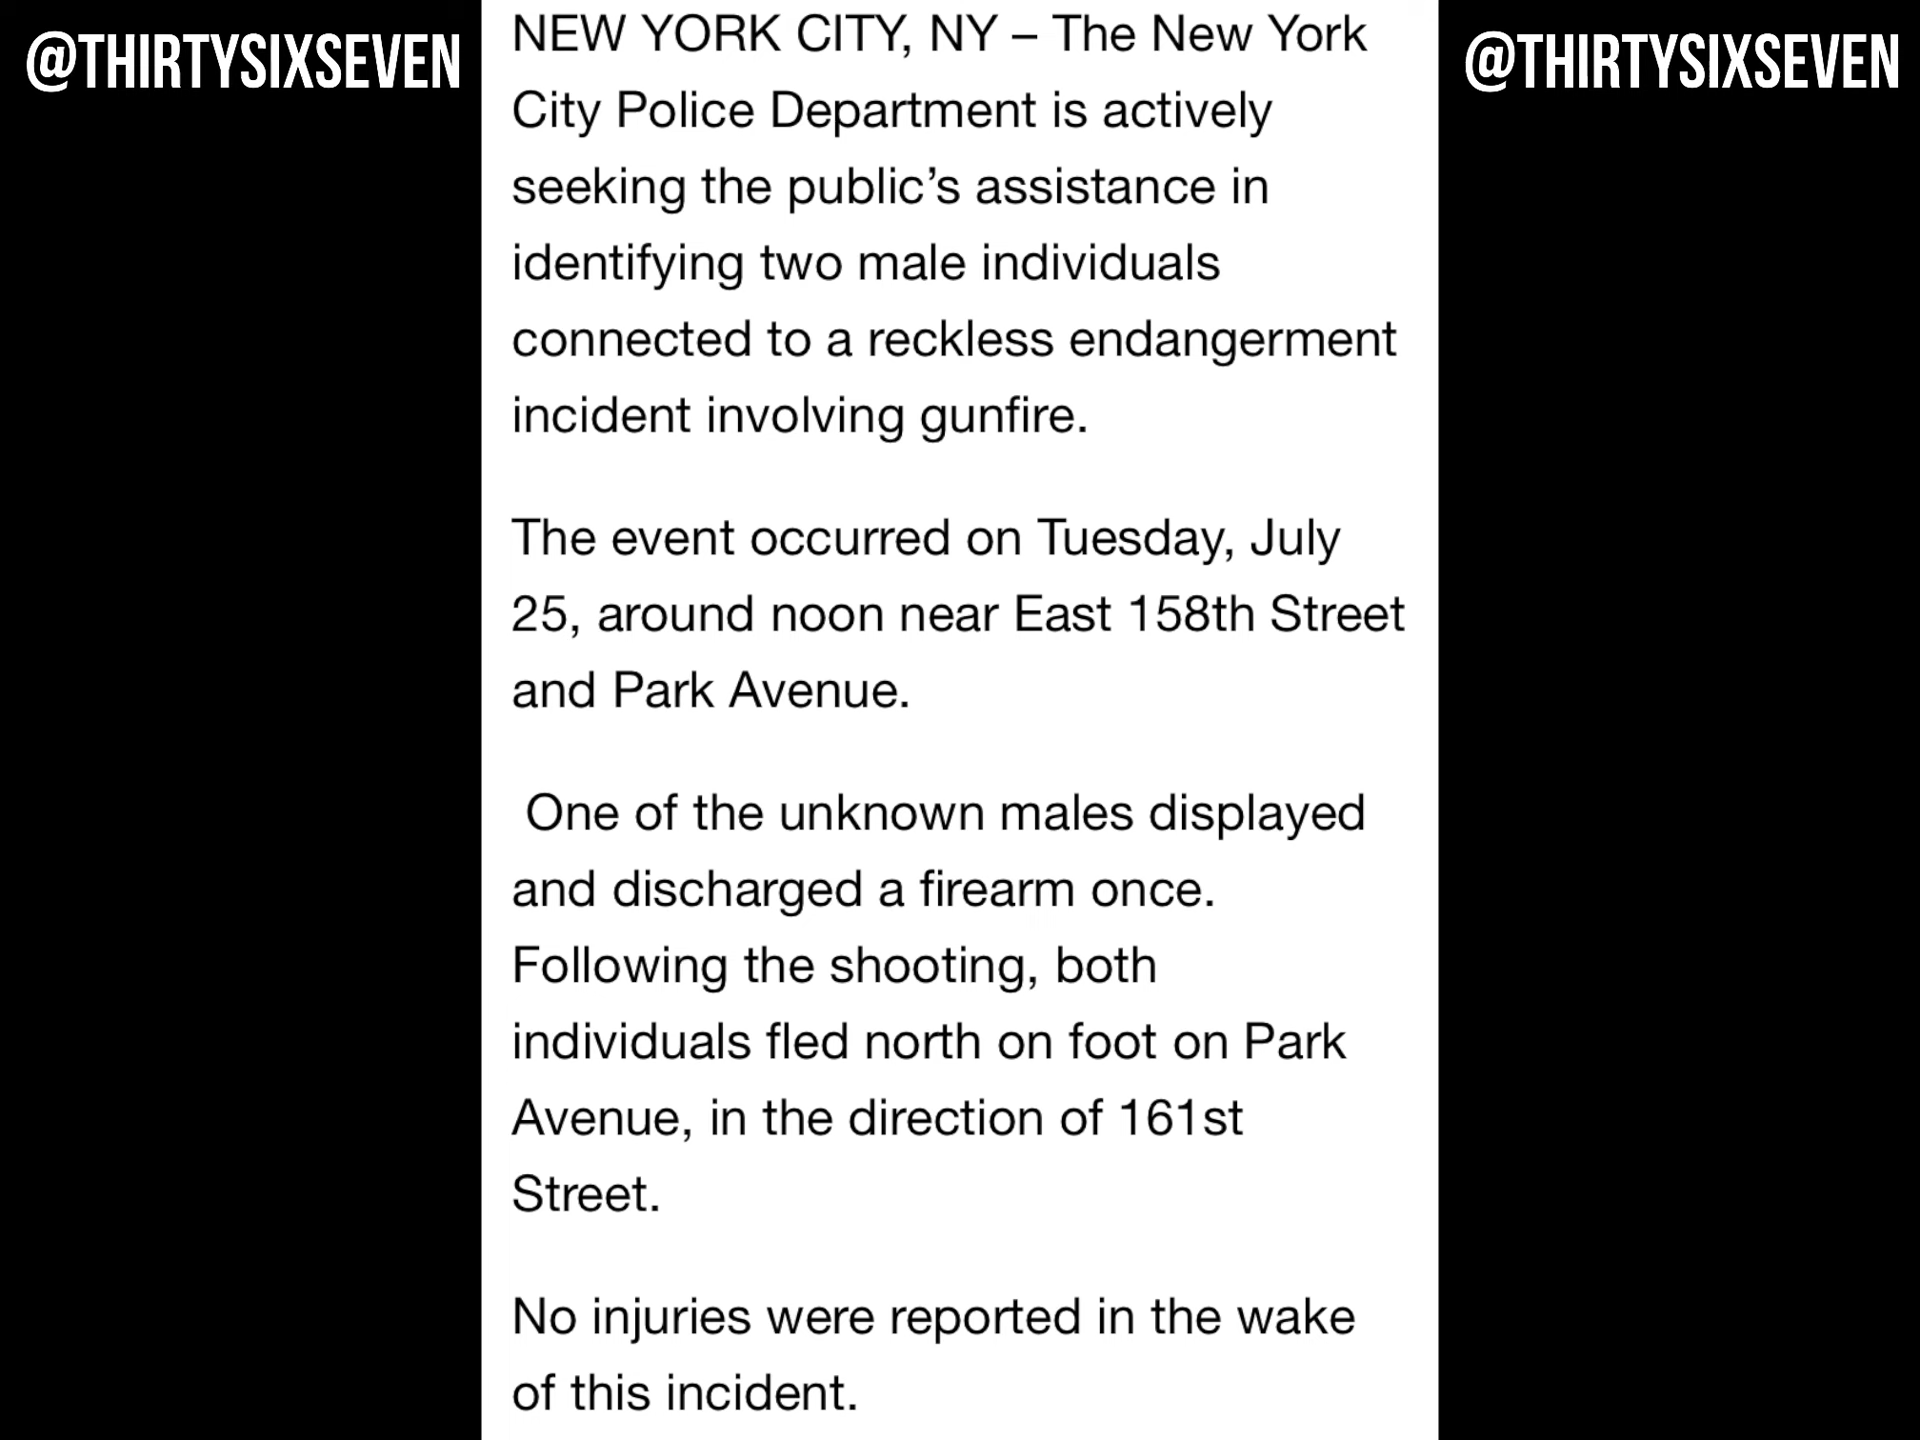 @THIRTYSIXSEVEN
NEW YORK CITY, NY – The New York
City Police Department is actively
seeking the public’s assistance in
identifying two male individuals
connected to a reckless endangerment
incident involving gunfire.
The event occurred on Tuesday, July
25, around noon near East 158th Street
and Park Avenue.
One of the unknown males displayed
and discharged a firearm once.
Following the shooting, both
individuals fled north on foot on Park
Avenue, in the direction of 161st
Street.
No injuries were reported in the wake
of this incident.
@THIRTYSIXSEVEN